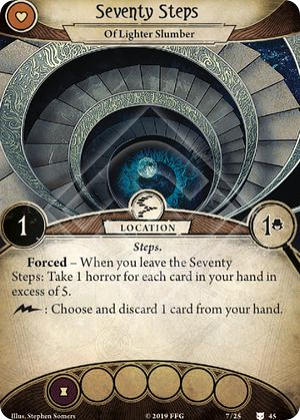 Seventy Steps
Of Lighter Slumber
1
1
LOCATION
Steps.
Forced – When you leave the Seventy
Steps: Take 1 horror for each card in your hand in
excess of 5.
: Choose and discard 1 card from your hand.
Illus. Stephen Somers © 2019 FFG 7/25 45